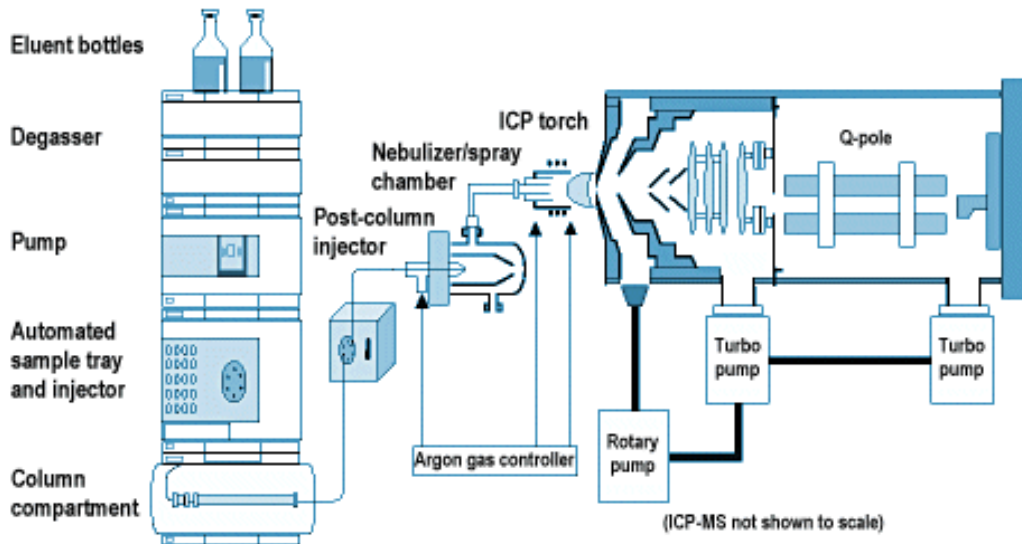 Eluent bottles
Degasser
Pump
Automated
sample tray
and injector
Column
compartment
Post-column
injector
Nebulizer/spray
chamber
ICP torch
Q-pole
Argon gas controller
Rotary
pump
Turbo
pump
Turbo
pump
(ICP-MS not shown to scale)